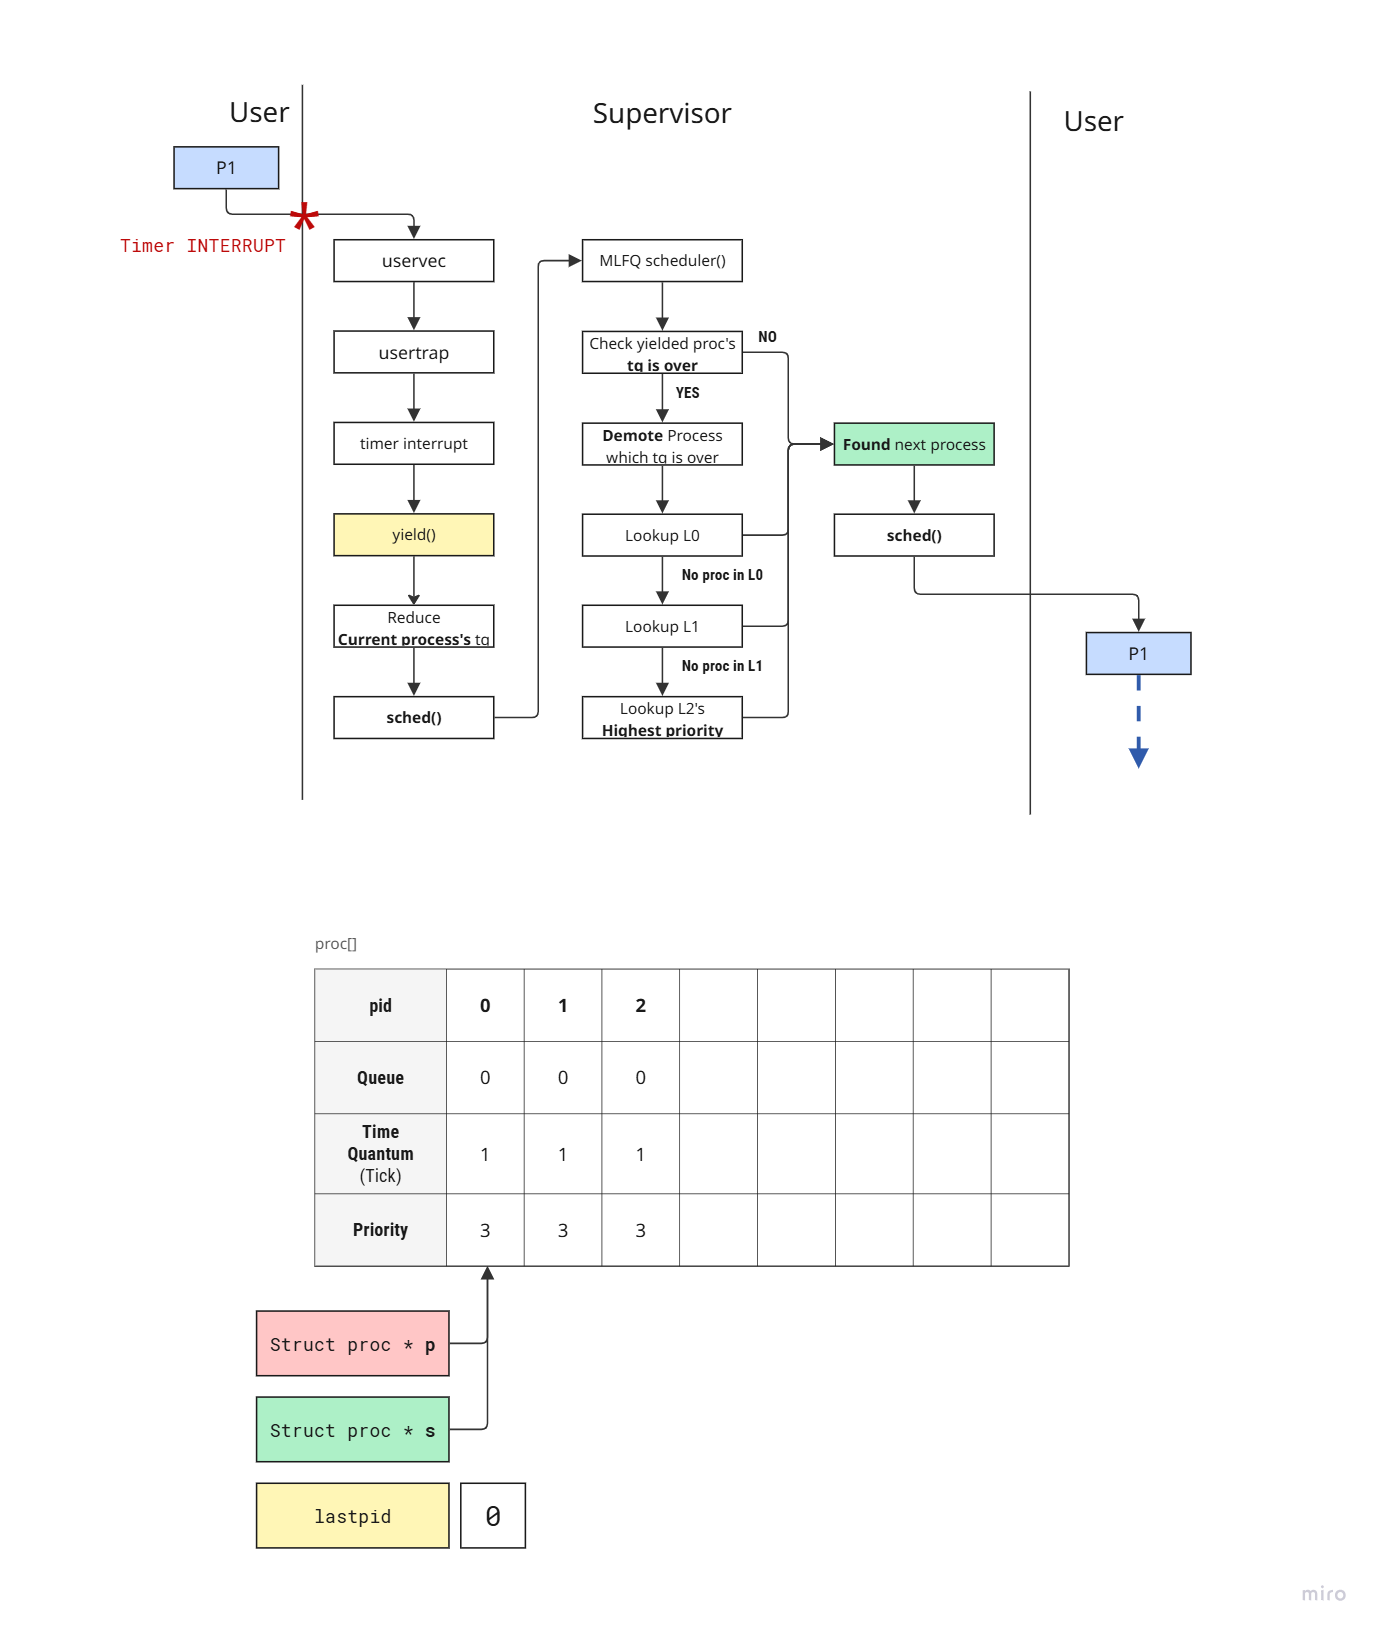 User
Supervisor
User
P1
Timer INTERRUPT
uservec
usertrap
timer interrupt
yield()
Reduce
Current process's tq
sched()
MLFQ scheduler()
Check yielded proc's
tq is over
NO
YES
Demote Process
which tq is over
Lookup L0
No proc in L0
Lookup L1
No proc in L1
Lookup L2's
Highest priority
Found next process
sched()
P1
proc[]
pid 0 1 2
Queue 0 0 0
Time
Quantum
(Tick) 1 1 1
Priority 3 3 3
Struct proc * p
Struct proc * s
lastpid 0
miro